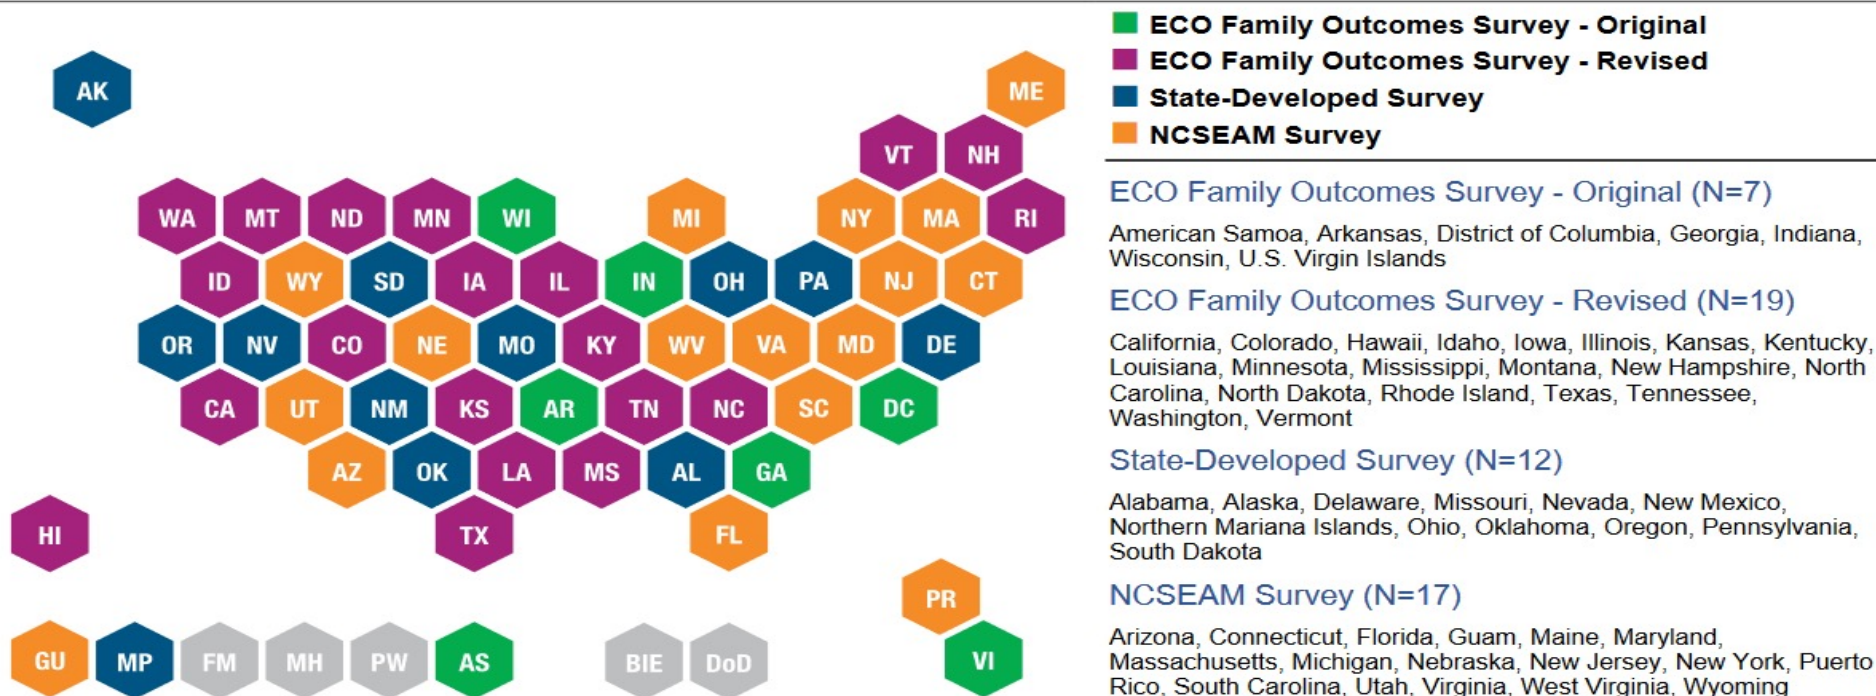 AK
ME
VT NH
WA MT ND MN WI MI NY MA RI
ID WY SD IA IL IN OH PA NJ CT
OR NV CO NE MO KY WV VA MD DE
CA UT NM KS AR TN NC SC DC
AZ OK LA MS AL GA
HI TX FL
PR
GU MP FM MH PW AS BIE DoD VI
ECO Family Outcomes Survey - Original
ECO Family Outcomes Survey - Revised
State-Developed Survey
NCSEAM Survey
ECO Family Outcomes Survey - Original (N=7)
American Samoa, Arkansas, District of Columbia, Georgia, Indiana,
Wisconsin, U.S. Virgin Islands
ECO Family Outcomes Survey - Revised (N=19)
California, Colorado, Hawaii, Idaho, Iowa, Illinois, Kansas, Kentucky,
Louisiana, Minnesota, Mississippi, Montana, New Hampshire, North
Carolina, North Dakota, Rhode Island, Texas, Tennessee,
Washington, Vermont
State-Developed Survey (N=12)
Alabama, Alaska, Delaware, Missouri, Nevada, New Mexico,
Northern Mariana Islands, Ohio, Oklahoma, Oregon, Pennsylvania,
South Dakota
NCSEAM Survey (N=17)
Arizona, Connecticut, Florida, Guam, Maine, Maryland,
Massachusetts, Michigan, Nebraska, New Jersey, New York, Puerto
Rico, South Carolina, Utah, Virginia, West Virginia, Wyoming